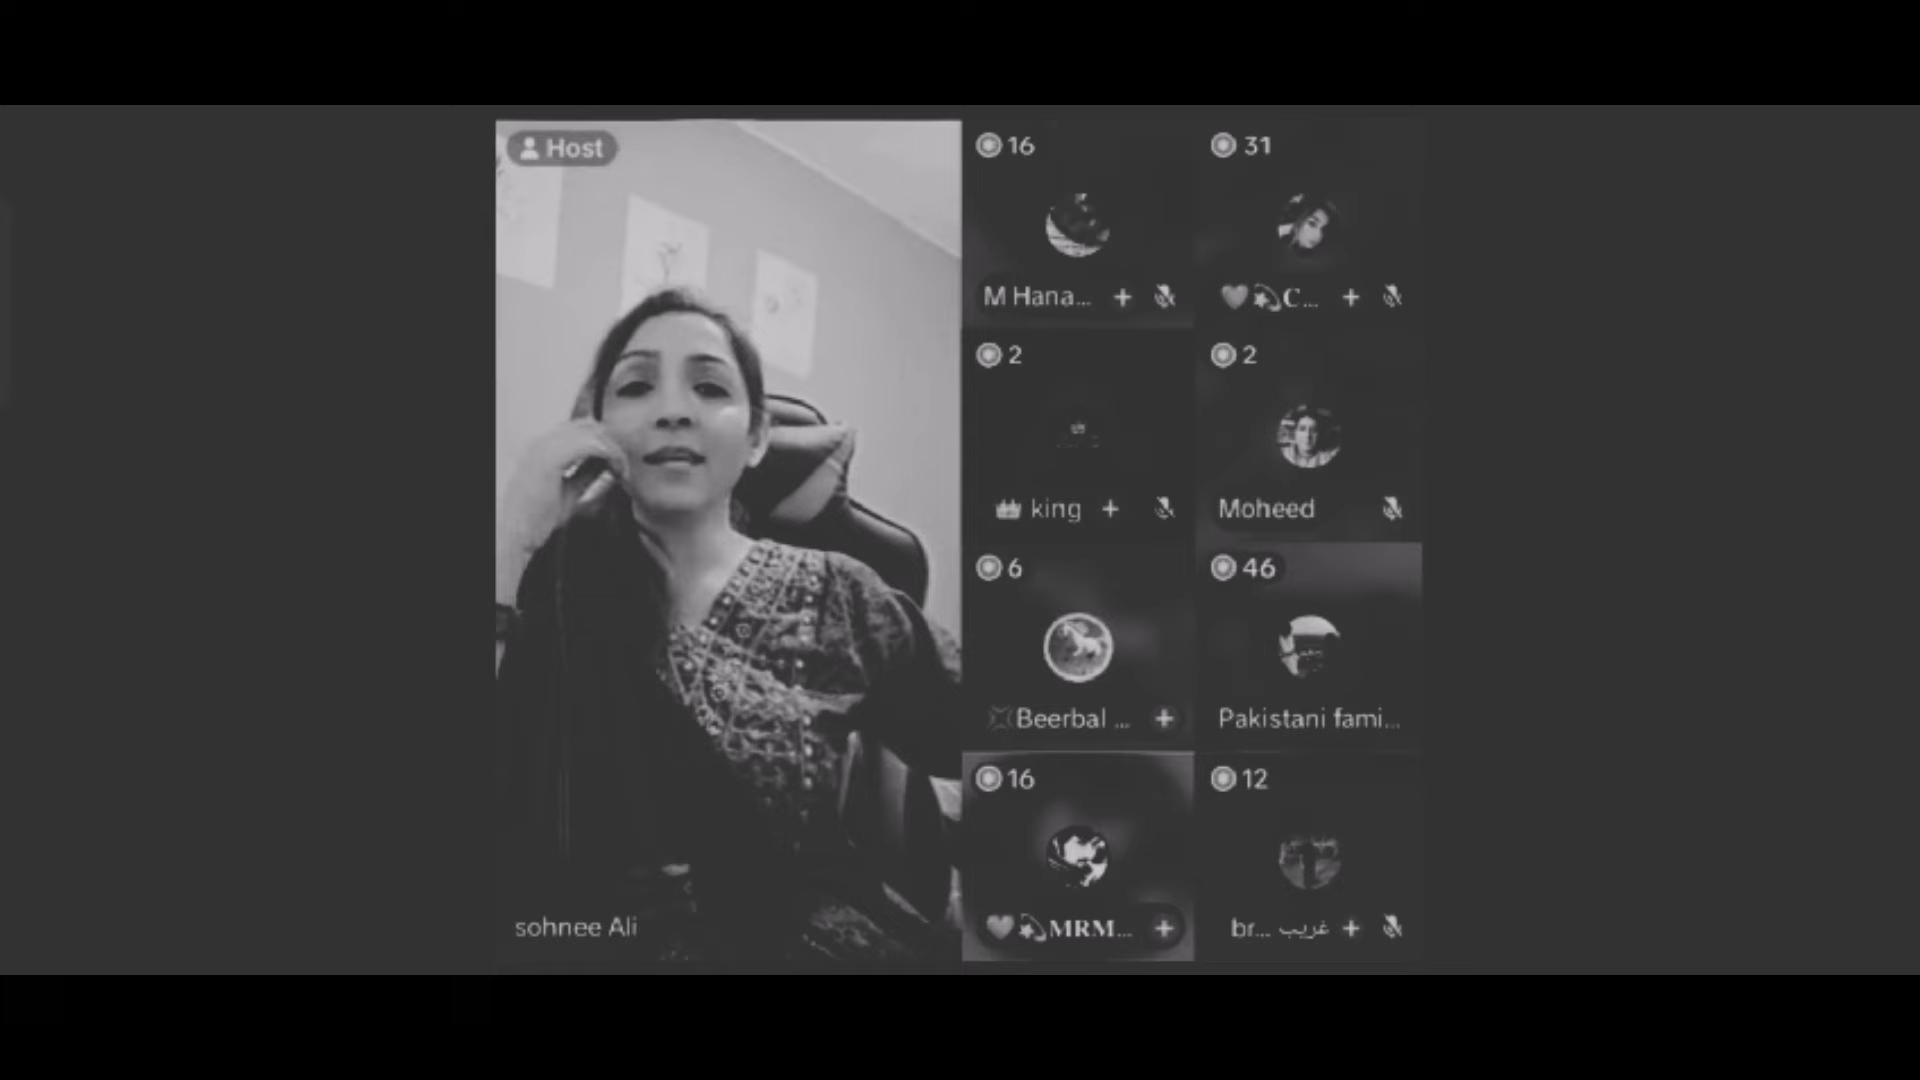 Host
16
31
M Hana...
🩶💫C...
2
2
king
Moheed
6
46
💢Beerbal ...
Pakistani fami...
16
12
🩶💫MRM...
br... غريب
sohnee Ali